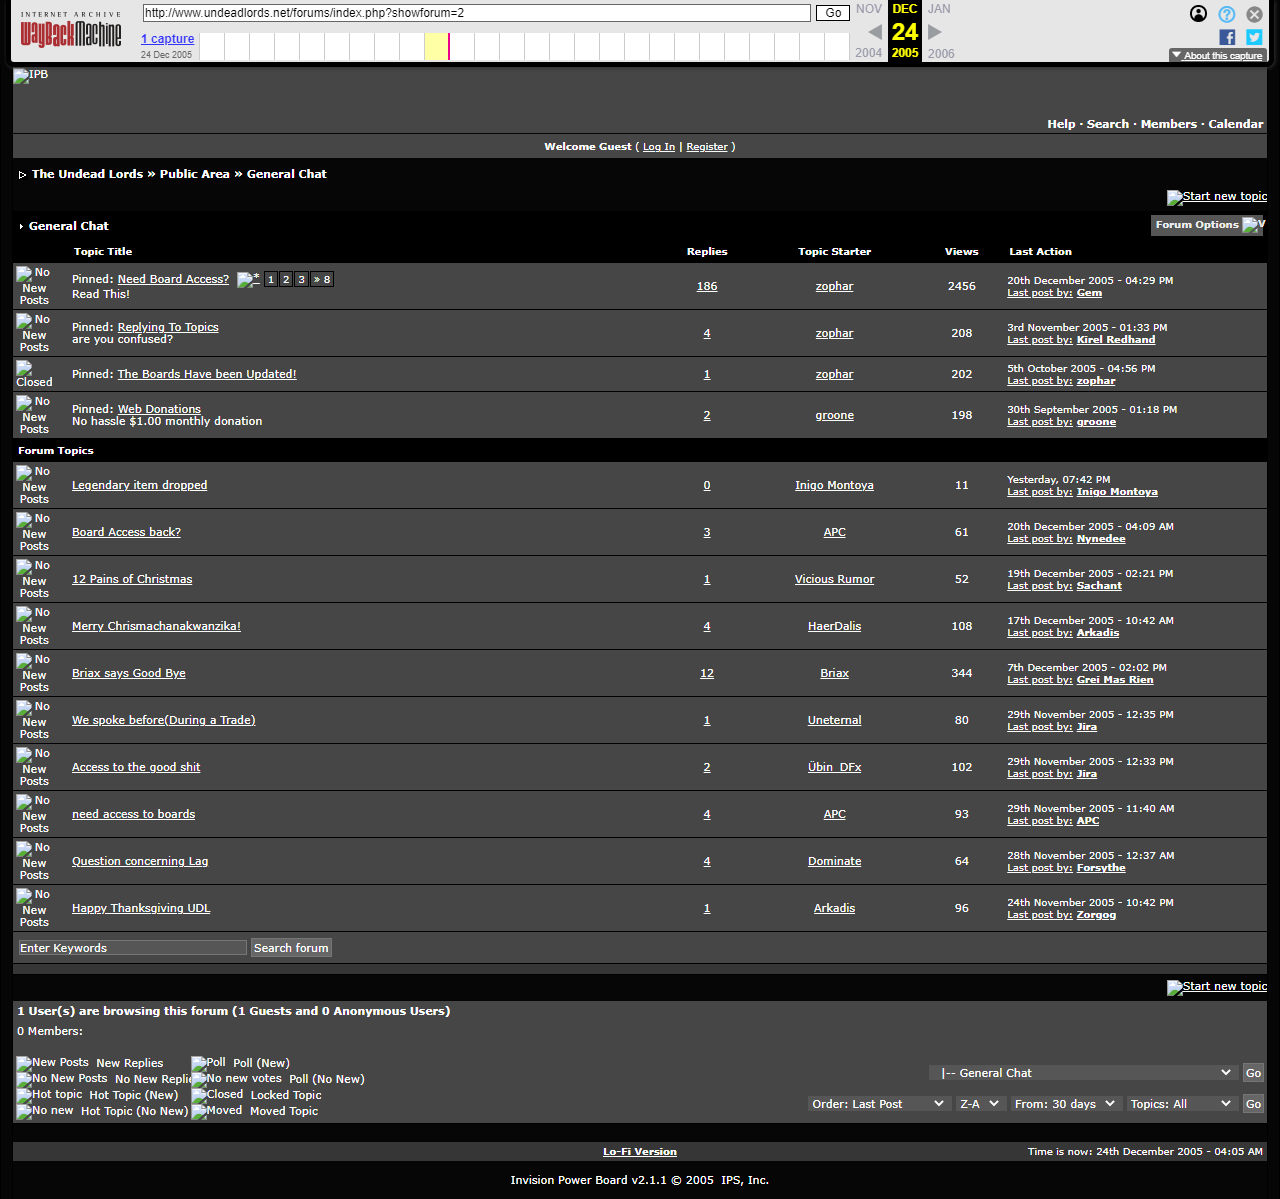 INTERNET ARCHIVE
WayBackMachine
http://www.undeadlords.net/forums/index.php?showforum=2
Go
NOV DEC JAN
1 capture
24
24 Dec 2005
2004 2005 2006
About this capture
IPB
Help · Search · Members · Calendar
Welcome Guest ( Log In | Register )
The Undead Lords » Public Area » General Chat
Start new topic
General Chat
Forum Options V
Topic Title Replies Topic Starter Views Last Action
No New Posts Pinned: Need Board Access? * 1 2 3 » 8
Read This!
186 zophar 2456 20th December 2005 - 04:29 PM
Last post by: Gem
No New Posts Pinned: Replying To Topics
are you confused?
4 zophar 208 3rd November 2005 - 01:33 PM
Last post by: Kirel Redhand
Closed Pinned: The Boards Have been Updated! 1 zophar 202 5th October 2005 - 04:56 PM
Last post by: zophar
No New Posts Pinned: Web Donations
No hassle $1.00 monthly donation
2 groone 198 30th September 2005 - 01:18 PM
Last post by: groone
Forum Topics
No New Posts Legendary item dropped 0 Inigo Montoya 11 Yesterday, 07:42 PM
Last post by: Inigo Montoya
No New Posts Board Access back? 3 APC 61 20th December 2005 - 04:09 AM
Last post by: Nynedee
No New Posts 12 Pains of Christmas 1 Vicious Rumor 52 19th December 2005 - 02:21 PM
Last post by: Sachant
No New Posts Merry Chrismachanakwanzika! 4 HaerDalis 108 17th December 2005 - 10:42 AM
Last post by: Arkadis
No New Posts Briax says Good Bye 12 Briax 344 7th December 2005 - 02:02 PM
Last post by: Grei Mas Rien
No New Posts We spoke before(During a Trade) 1 Uneternal 80 29th November 2005 - 12:35 PM
Last post by: Jira
No New Posts Access to the good shit 2 Übin_DFx 102 29th November 2005 - 12:33 PM
Last post by: Jira
No New Posts need access to boards 4 APC 93 29th November 2005 - 11:40 AM
Last post by: APC
No New Posts Question concerning Lag 4 Dominate 64 28th November 2005 - 12:37 AM
Last post by: Forsythe
No New Posts Happy Thanksgiving UDL 1 Arkadis 96 24th November 2005 - 10:42 PM
Last post by: Zorgog
Enter Keywords Search forum
Start new topic
1 User(s) are browsing this forum (1 Guests and 0 Anonymous Users)
0 Members:
New Posts New Replies Poll Poll (New)
No New Posts No New Replie No new votes Poll (No New)
|-- General Chat Go
Hot topic Hot Topic (New) Closed Locked Topic
No new Hot Topic (No New) Moved Moved Topic
Order: Last Post Z-A From: 30 days Topics: All Go
Lo-Fi Version Time is now: 24th December 2005 - 04:05 AM
Invision Power Board v2.1.1 © 2005 IPS, Inc.